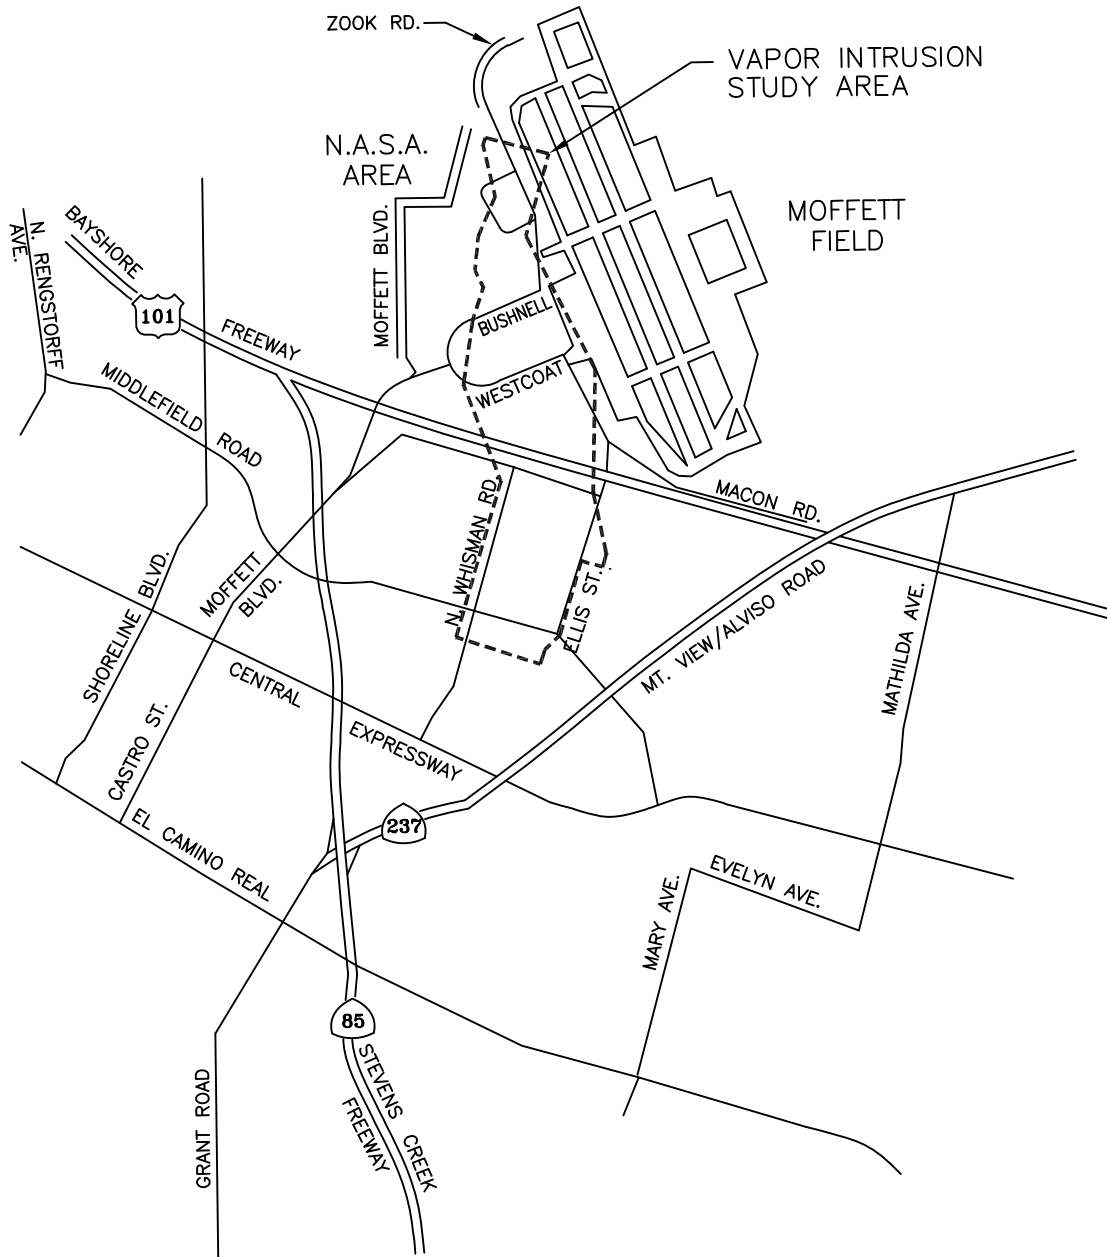 ZOOK RD.
VAPOR INTRUSION
STUDY AREA
N.A.S.A.
AREA
MOFFETT
FIELD
MOFFETT BLVD.
N. RENGSTORFF
AVE.
BAYSHORE
101
FREEWAY
BUSHNELL
WESTCOAT
MIDDLEFIELD ROAD
MACON RD.
N. WHISMAN RD.
ELLIS ST.
MOFFETT
BLVD.
SHORELINE BLVD.
MT. VIEW/ALVISO ROAD
MATHILDA AVE.
CENTRAL
EXPRESSWAY
CASTRO ST.
EL CAMINO REAL
237
EVELYN AVE.
MARY AVE.
85
STEVENS CREEK
FREEWAY
GRANT ROAD